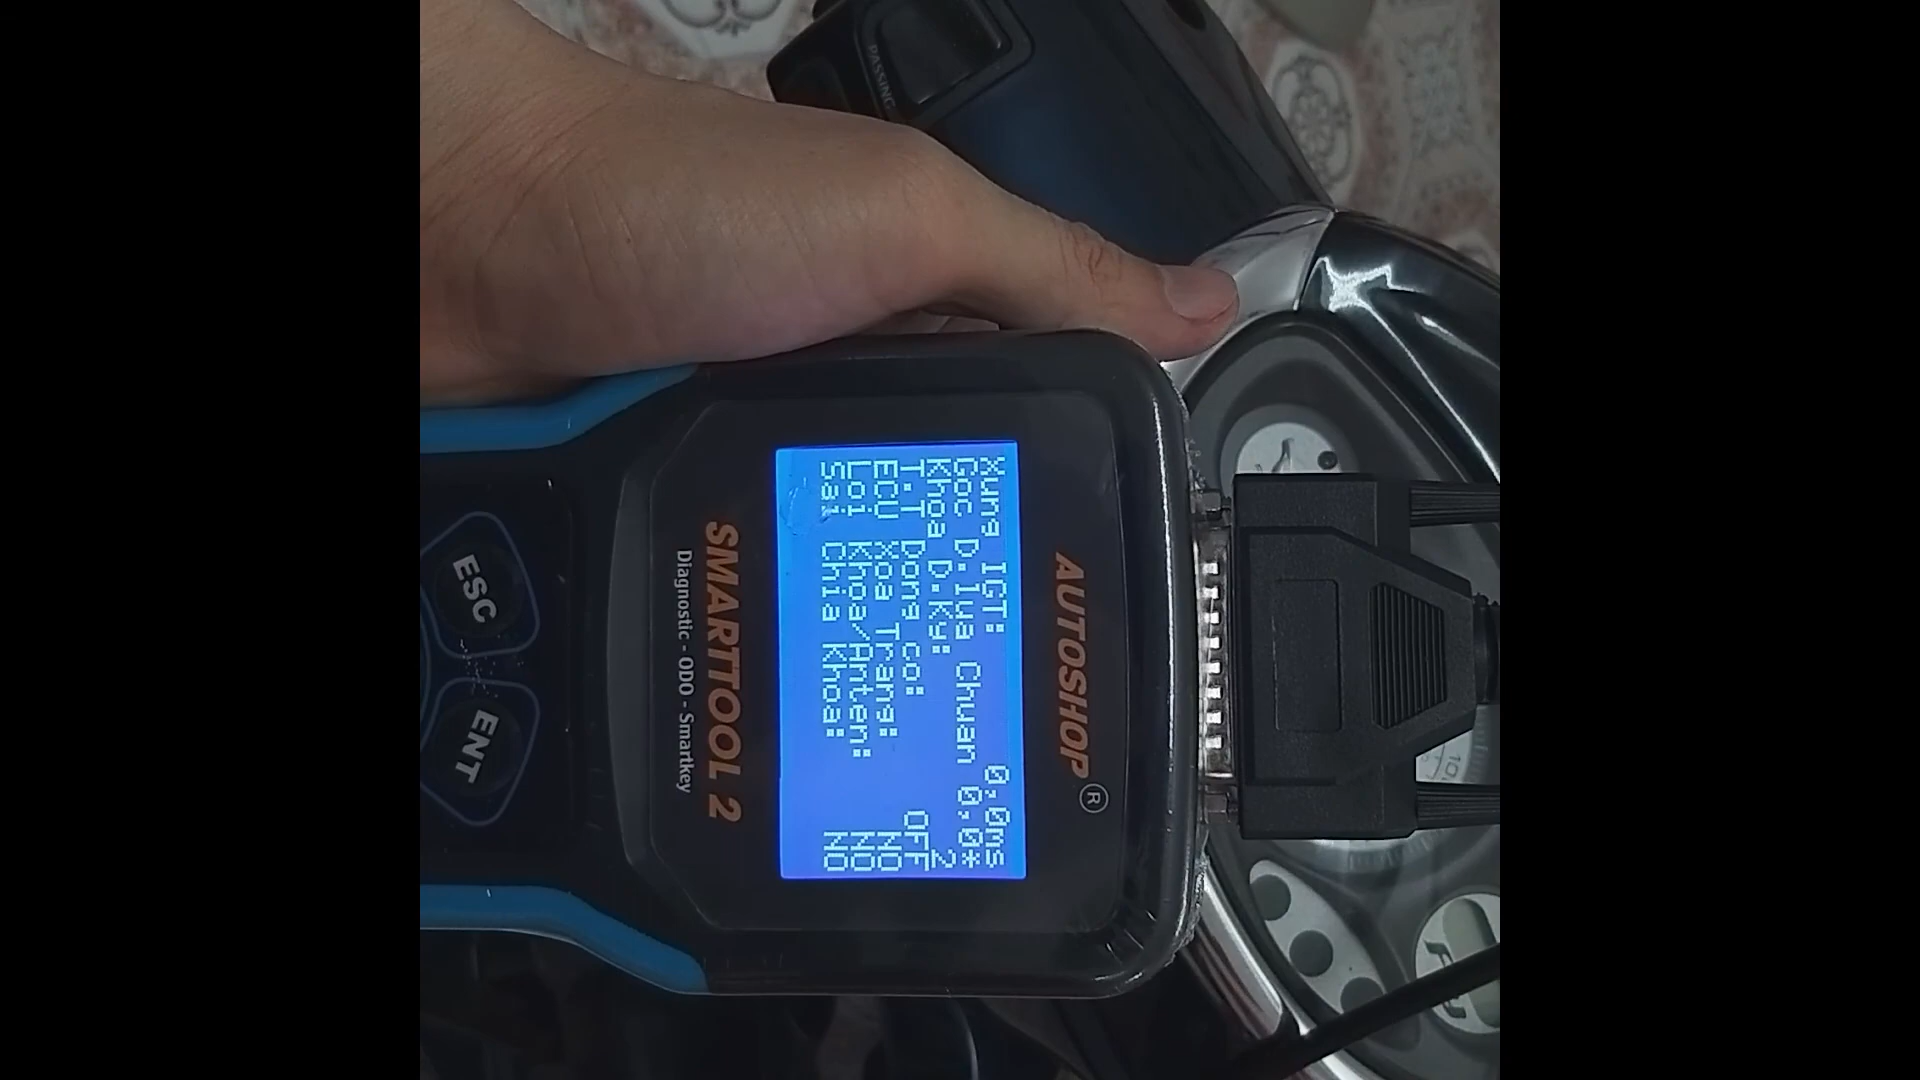 PASSING
AUTOSHOP®
Xung IGT: 0,0ms
Goc D.lua Chuan 0,0*
Khoa D.Ky: 2
T.T Dong co: OFF
ECU Xoa Trang: NO
Loi Khoa/Anten: NO
Sai Chia Khoa: NO
SMARTTOOL 2
Diagnostic - ODO - Smartkey
ESC
ENT